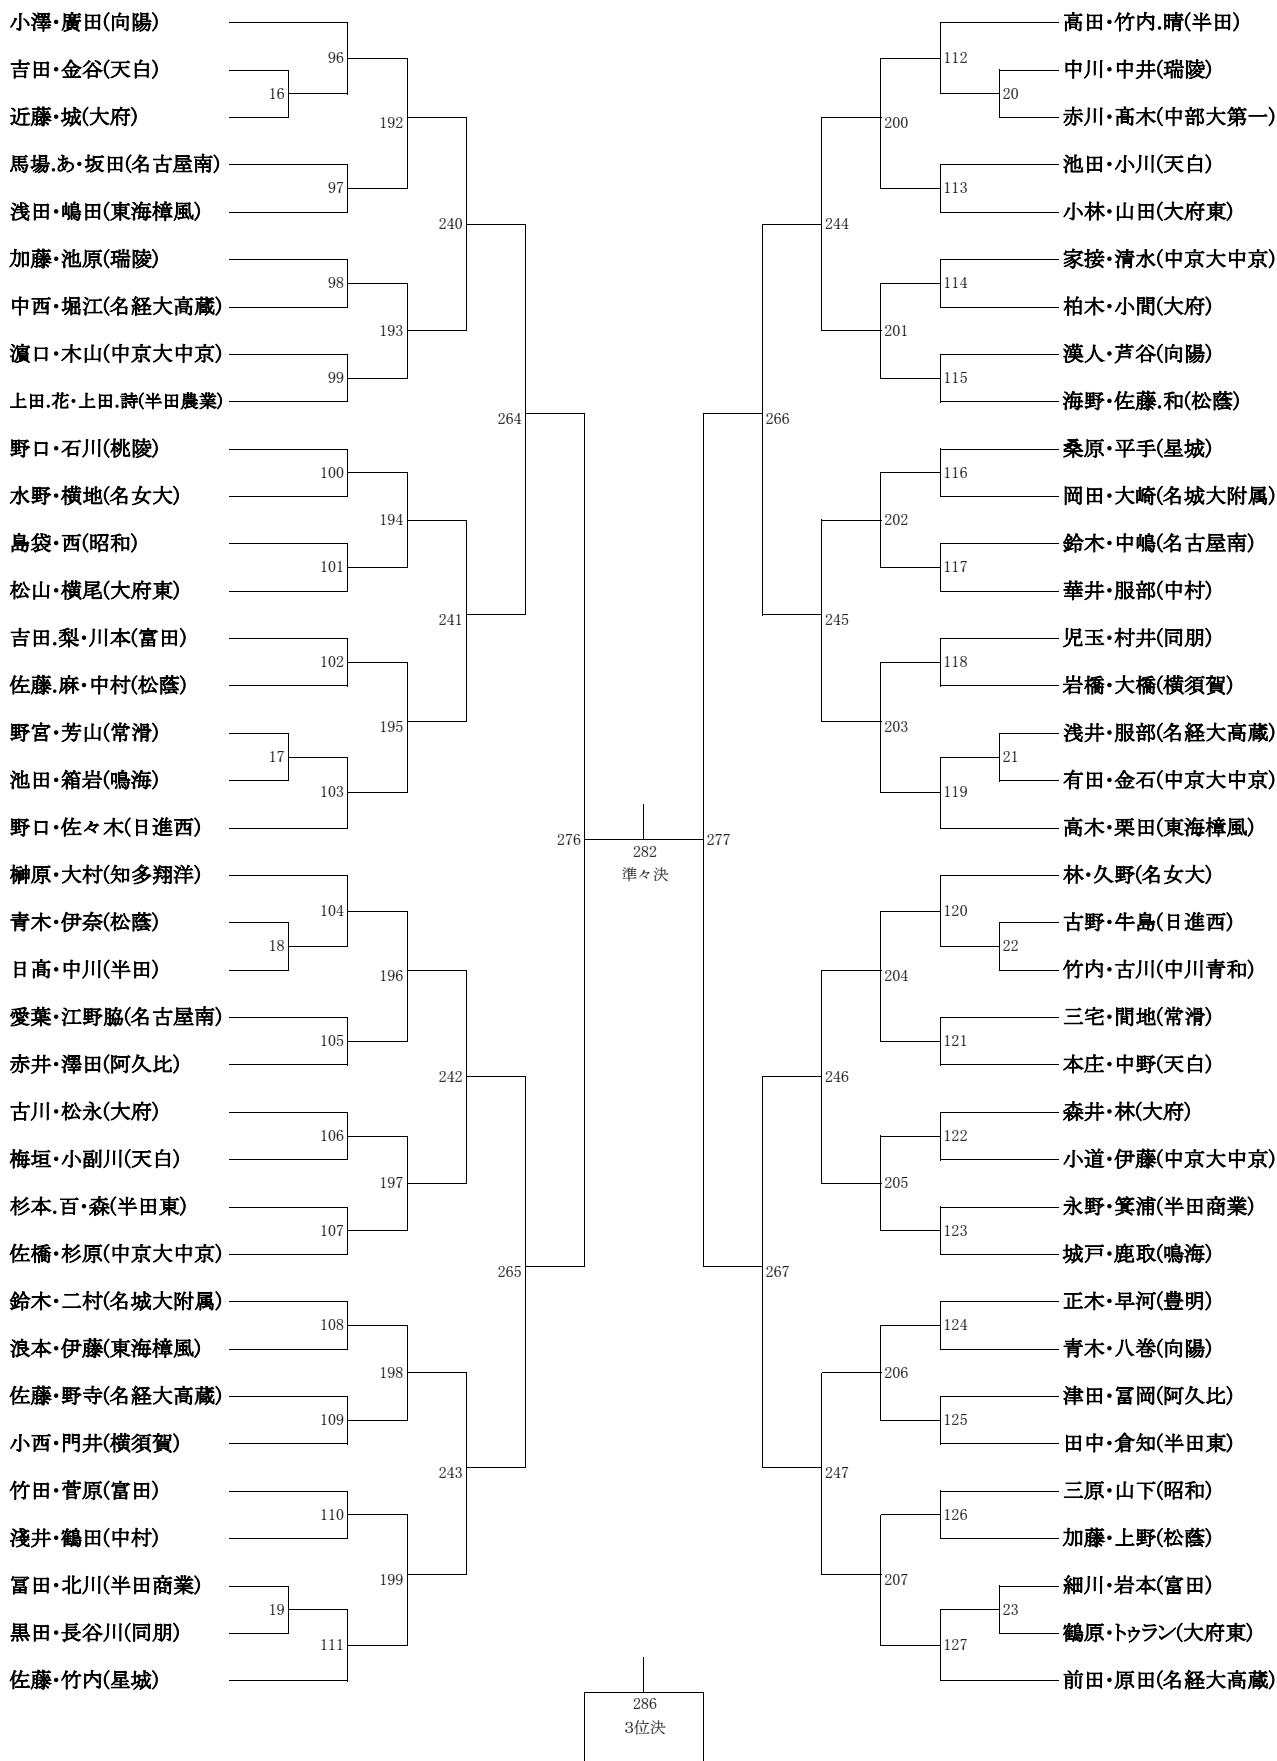 小澤・廣田(向陽)
吉田・金谷(天白)
近藤・城(大府)
馬場.あ・坂田(名古屋南)
浅田・嶋田(東海樟風)
加藤・池原(瑞陵)
中西・堀江(名経大高蔵)
濵口・木山(中京大中京)
上田.花・上田.詩(半田農業)
野口・石川(桃陵)
水野・横地(名女大)
島袋・西(昭和)
松山・横尾(大府東)
吉田.梨・川本(富田)
佐藤.麻・中村(松蔭)
野宮・芳山(常滑)
池田・箱岩(鳴海)
野口・佐々木(日進西)
榊原・大村(知多翔洋)
青木・伊奈(松蔭)
日髙・中川(半田)
愛葉・江野脇(名古屋南)
赤井・澤田(阿久比)
古川・松永(大府)
梅垣・小副川(天白)
杉本.百・森(半田東)
佐橋・杉原(中京大中京)
鈴木・二村(名城大附属)
浪本・伊藤(東海樟風)
佐藤・野寺(名経大高蔵)
小西・門井(横須賀)
竹田・菅原(富田)
淺井・鶴田(中村)
冨田・北川(半田商業)
黒田・長谷川(同朋)
佐藤・竹内(星城)
16
17
18
19
96
97
98
99
100
101
102
103
104
105
106
107
108
109
110
111
192
193
194
195
196
197
198
199
240
241
242
243
264
265
276
282
準々決
286
3位決
277
266
267
244
245
246
247
200
201
202
203
204
205
206
207
112
113
114
115
116
117
118
119
120
121
122
123
124
125
126
127
20
21
22
23
高田・竹内.晴(半田)
中川・中井(瑞陵)
赤川・髙木(中部大第一)
池田・小川(天白)
小林・山田(大府東)
家接・清水(中京大中京)
柏木・小間(大府)
漢人・芦谷(向陽)
海野・佐藤.和(松蔭)
桑原・平手(星城)
岡田・大崎(名城大附属)
鈴木・中嶋(名古屋南)
華井・服部(中村)
児玉・村井(同朋)
岩橋・大橋(横須賀)
浅井・服部(名経大高蔵)
有田・金石(中京大中京)
高木・栗田(東海樟風)
林・久野(名女大)
古野・牛島(日進西)
竹内・古川(中川青和)
三宅・間地(常滑)
本庄・中野(天白)
森井・林(大府)
小道・伊藤(中京大中京)
永野・箕浦(半田商業)
城戸・鹿取(鳴海)
正木・早河(豊明)
青木・八巻(向陽)
津田・冨岡(阿久比)
田中・倉知(半田東)
三原・山下(昭和)
加藤・上野(松蔭)
細川・岩本(富田)
鶴原・トゥラン(大府東)
前田・原田(名経大高蔵)